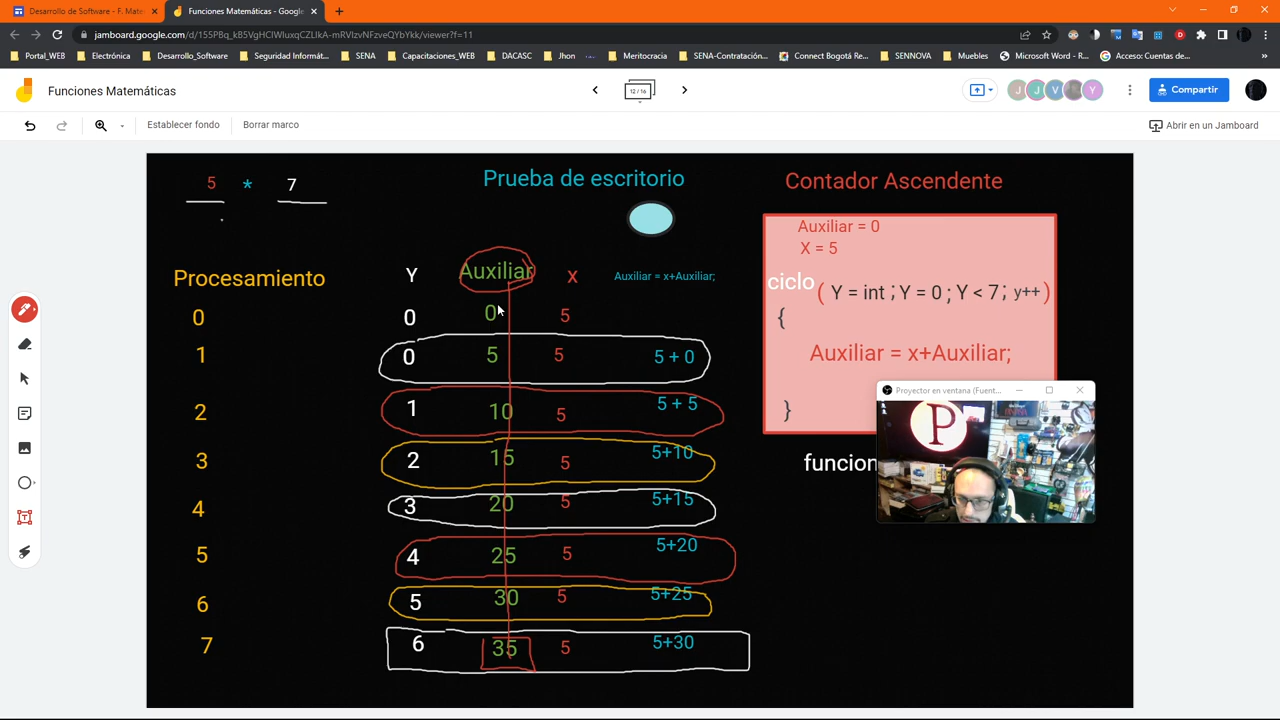 Desarrollo de Software - F. Mate
Funciones Matemáticas - Google
jamboard.google.com/d/155PBq_kB5VgHCIWluxqCZLIkA-mRVlzvNFzveQYbYkk/viewer?f=11
Portal_WEB
Electrónica
Desarrollo_Software
Seguridad Informát...
SENA
Capacitaciones_WEB
DACASC
Jhon
Meritocracia
SENA-Contratación...
Connect Bogotá Re...
SENNOVA
Muebles
Microsoft Word - R...
Acceso: Cuentas de...
Funciones Matemáticas
12 / 16
J J V Y
Compartir
Establecer fondo
Borrar marco
Abrir en un Jamboard
5 * 7
Prueba de escritorio
Contador Ascendente
Auxiliar = 0
X = 5
ciclo ( Y = int ; Y = 0 ; Y < 7 ; y++ )
{
Auxiliar = x+Auxiliar;
}
funcion
Proyector en ventana (Fuent...
P
Procesamiento Y Auxiliar X Auxiliar = x+Auxiliar;
0 0 0 5
1 0 5 5 5 + 0
2 1 10 5 5 + 5
3 2 15 5 5+10
4 3 20 5 5+15
5 4 25 5 5+20
6 5 30 5 5+25
7 6 35 5 5+30